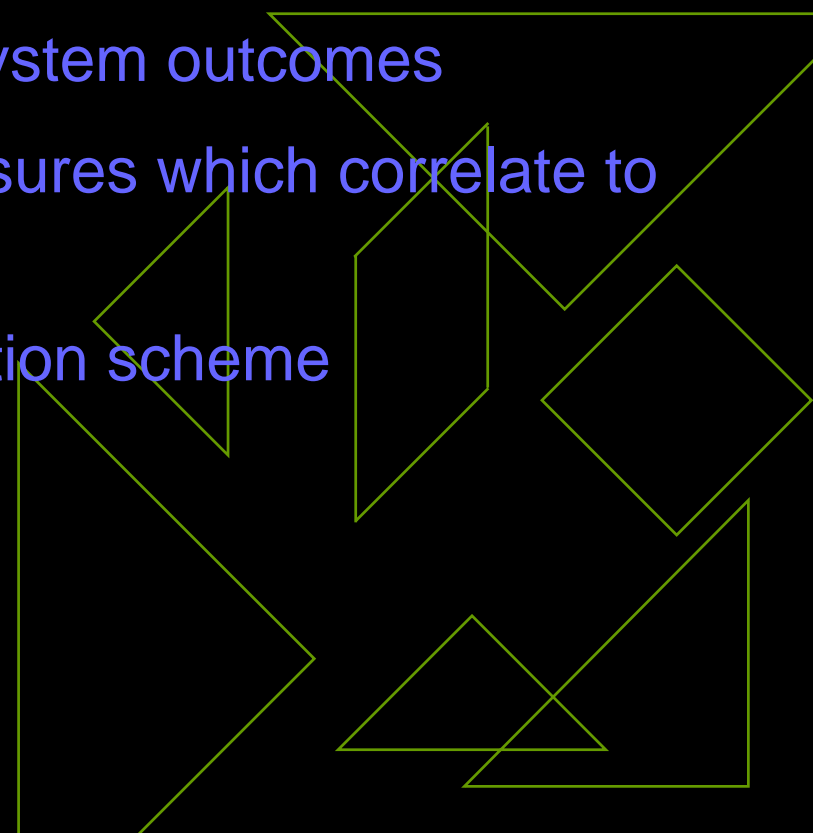 ystem outcomes
sures which correlate to
tion scheme